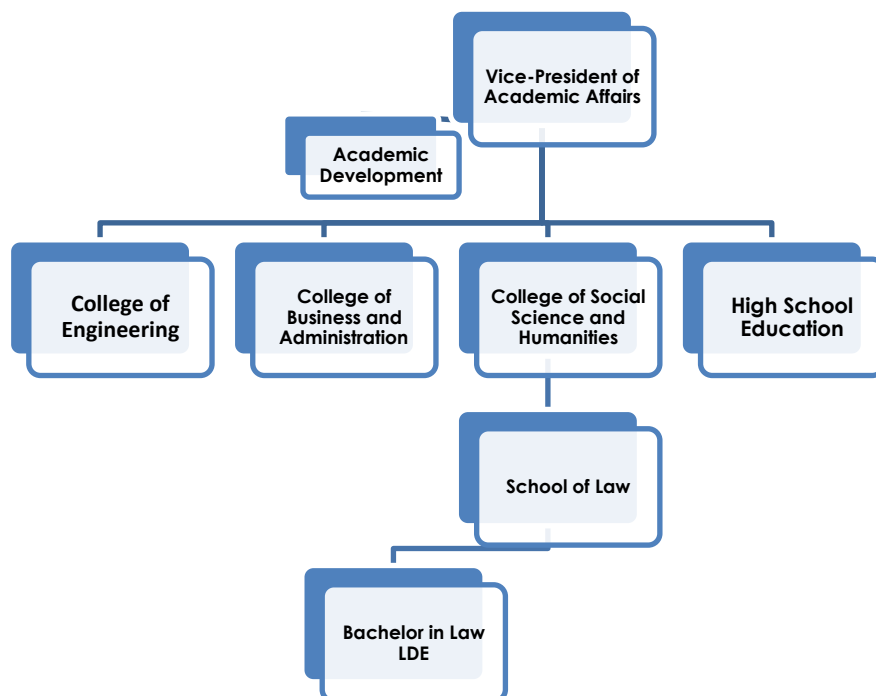 Vice-President of
Academic Affairs
Academic
Development
College of
Engineering
College of
Business and
Administration
College of Social
Science and
Humanities
High School
Education
School of Law
Bachelor in Law
LDE